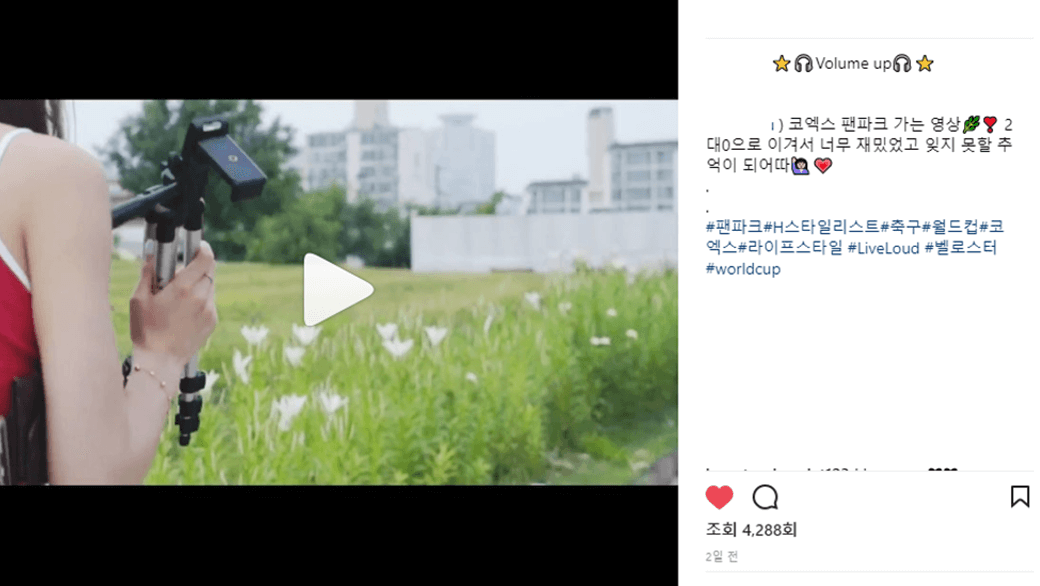 ⭐🎧Volume up🎧⭐
) 코엑스 팬파크 가는 영상🌿❣️ 2
대0으로 이겨서 너무 재밌었고 잊지 못할 추
억이 되어따🙋🏻‍♀️💗
.
.
#팬파크#H스타일리스트#축구#월드컵#코
엑스#라이프스타일 #LiveLoud #벨로스터
#worldcup
조회 4,288회
2일 전